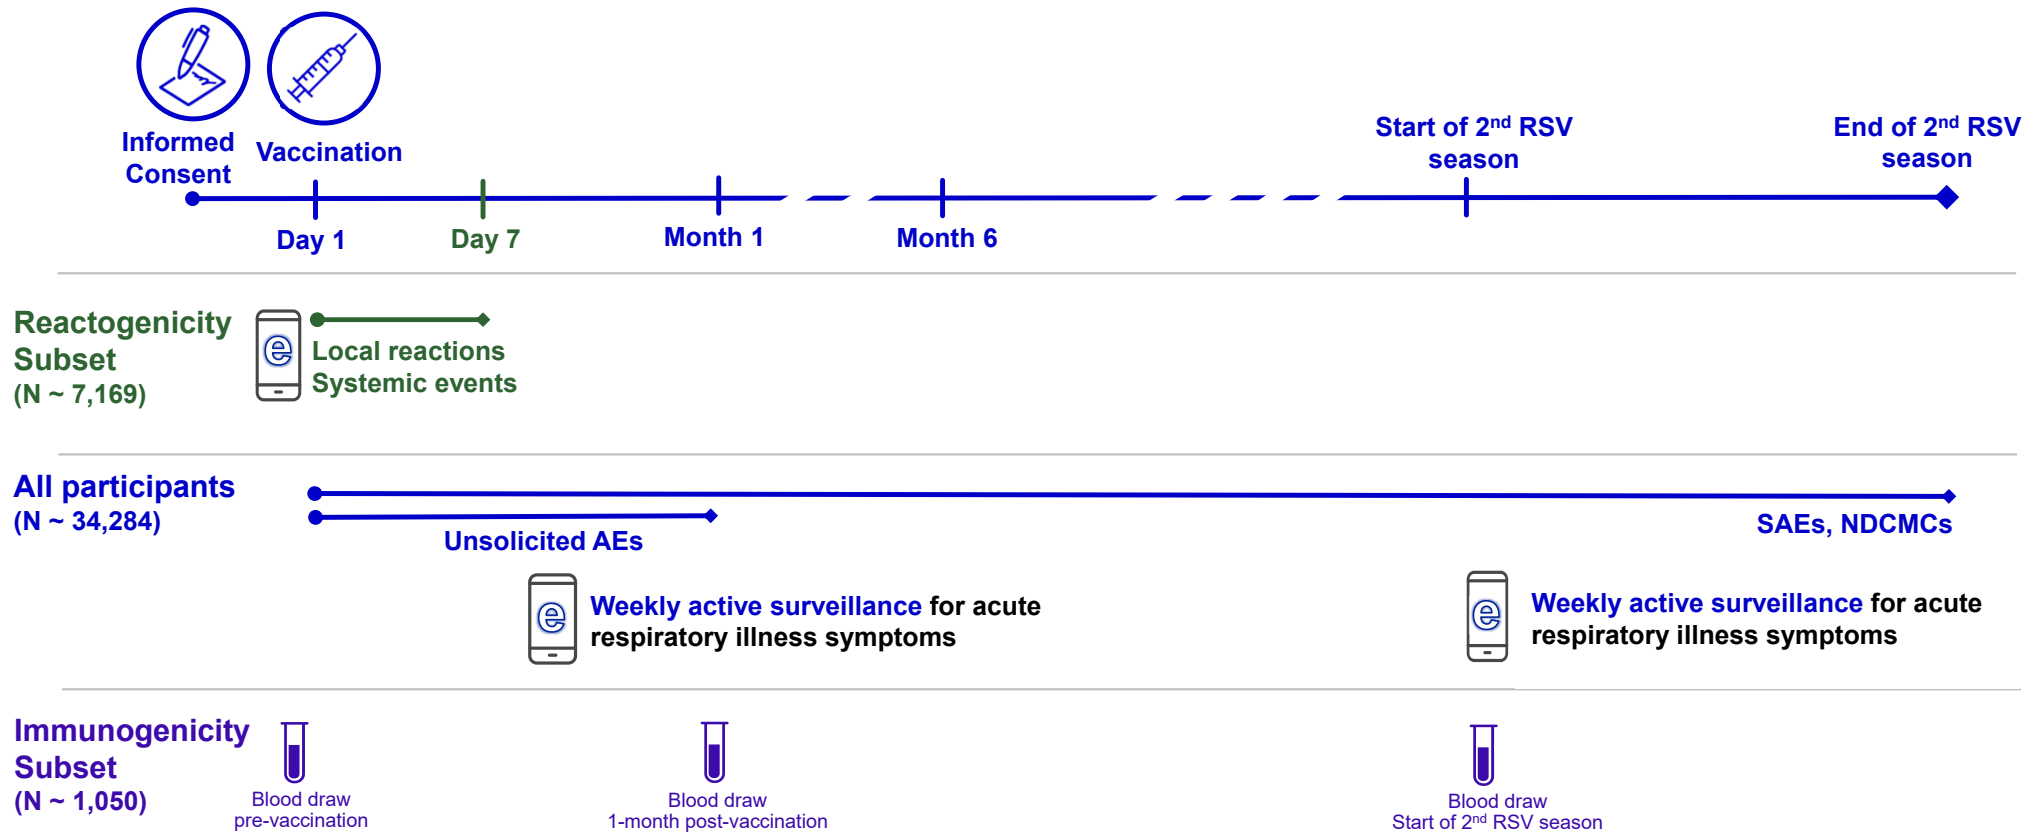 Informed
Consent
Vaccination
Start of 2nd RSV
season
End of 2nd RSV
season
Day 1
Day 7
Month 1
Month 6
Reactogenicity
Subset
(N ~ 7,169)
e
Local reactions
Systemic events
All participants
(N ~ 34,284)
Unsolicited AEs
SAEs, NDCMCs
e
Weekly active surveillance for acute
respiratory illness symptoms
e
Weekly active surveillance for acute
respiratory illness symptoms
Immunogenicity
Subset
(N ~ 1,050)
Blood draw
pre-vaccination
Blood draw
1-month post-vaccination
Blood draw
Start of 2nd RSV season